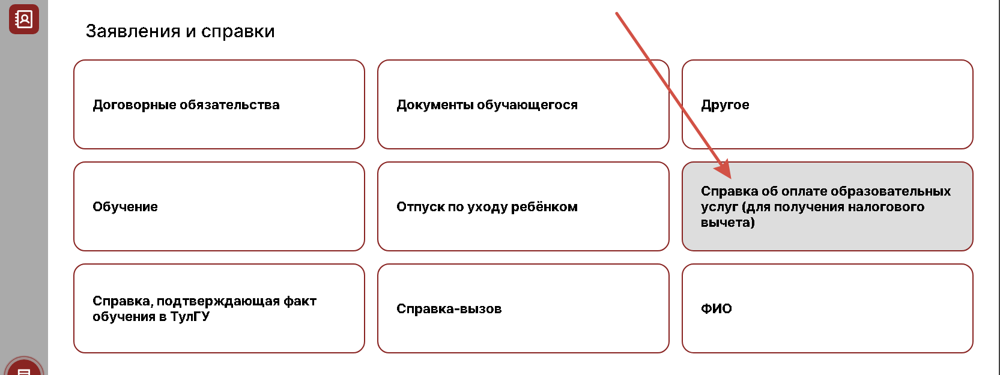 Заявления и справки
Договорные обязательства
Документы обучающегося
Другое
Обучение
Отпуск по уходу ребёнком
Справка об оплате образовательных
услуг (для получения налогового
вычета)
Справка, подтверждающая факт
обучения в ТулГУ
Справка-вызов
ФИО